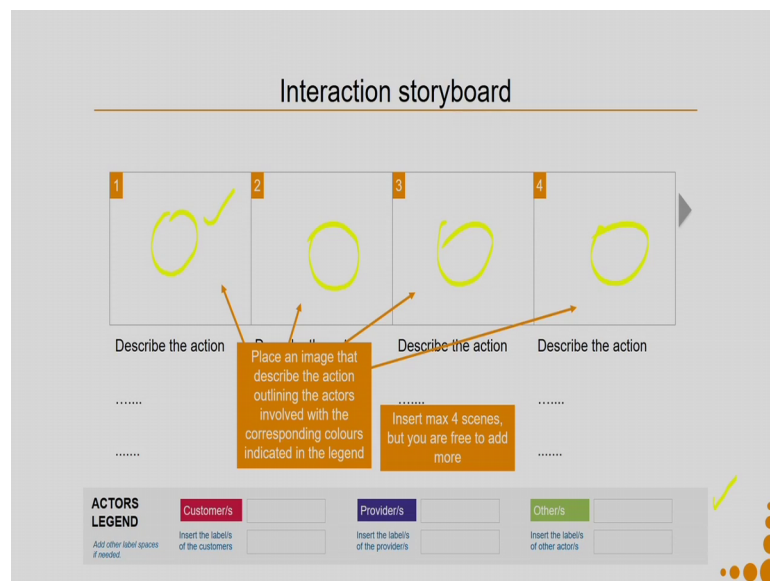 Interaction storyboard
1
2
3
4
Describe the action
Describe the action
Describe the action
Place an image that
describe the action
outlining the actors
involved with the
corresponding colours
indicated in the legend
Insert max 4 scenes,
but you are free to add
more
…....
…....
…....
.......
.......
ACTORS
LEGEND
Add other label spaces
if needed.
Customer/s
Insert the label/s
of the customers
Provider/s
Insert the label/s
of the provider/s
Other/s
Insert the label/s
of other actor/s